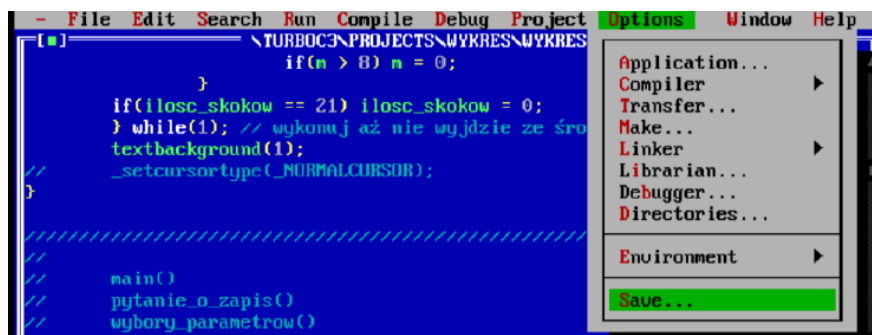 - File Edit Search Run Compile Debug Project Options Window Help
[■] \TURBOC3\PROJECTS\WYKRES\WYKRES
if(m > 8) m = 0;
}
if(ilosc_skokow == 21) ilosc_skokow = 0;
} while(1); // wykonuj aż nie wyjdzie ze śro
textbackground(1);
// _setcursortype(_NORMALCURSOR);
}
////////////////////////////////////////////
//
// main()
// pytanie_o_zapis()
// wybory_parametrow()
Application...
Compiler
Transfer...
Make...
Linker
Librarian...
Debugger...
Directories...
Environment
Save...